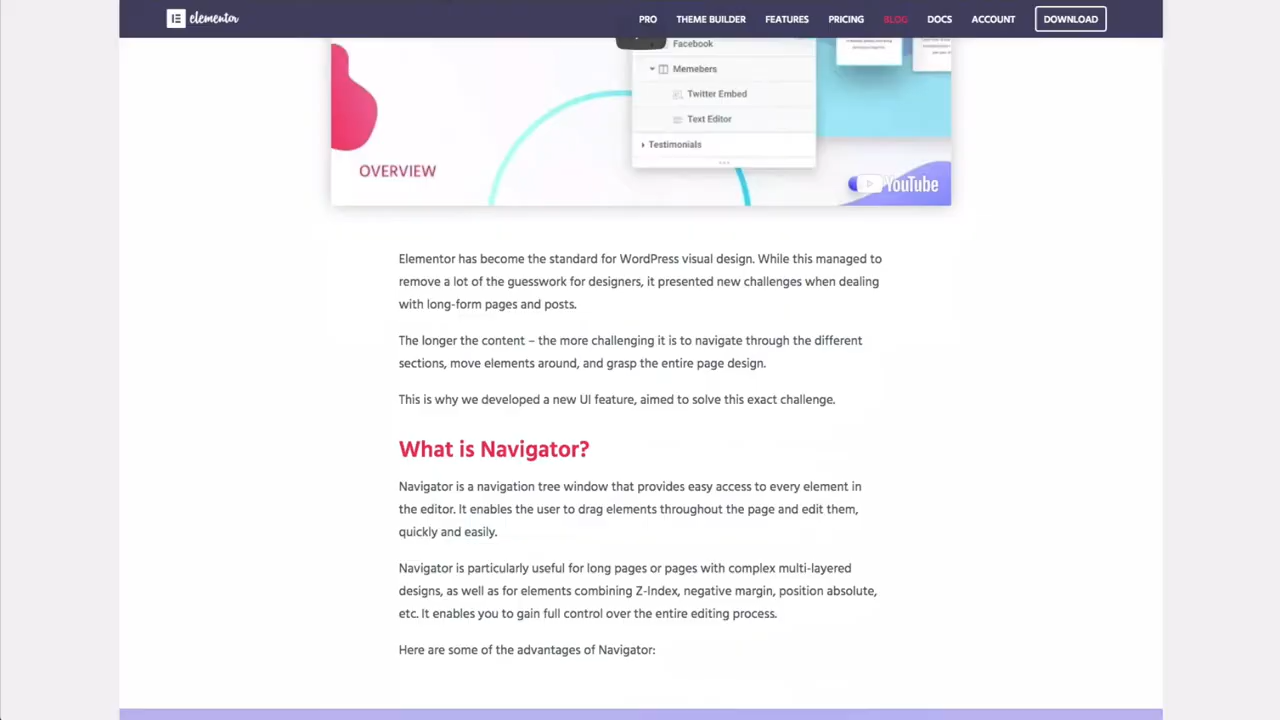 elementor
PRO THEME BUILDER FEATURES PRICING BLOG DOCS ACCOUNT DOWNLOAD
Facebook
Memebers
Twitter Embed
Text Editor
Testimonials
OVERVIEW
YouTube
Elementor has become the standard for WordPress visual design. While this managed to
remove a lot of the guesswork for designers, it presented new challenges when dealing
with long-form pages and posts.
The longer the content – the more challenging it is to navigate through the different
sections, move elements around, and grasp the entire page design.
This is why we developed a new UI feature, aimed to solve this exact challenge.
What is Navigator?
Navigator is a navigation tree window that provides easy access to every element in
the editor. It enables the user to drag elements throughout the page and edit them,
quickly and easily.
Navigator is particularly useful for long pages or pages with complex multi-layered
designs, as well as for elements combining Z-Index, negative margin, position absolute,
etc. It enables you to gain full control over the entire editing process.
Here are some of the advantages of Navigator: